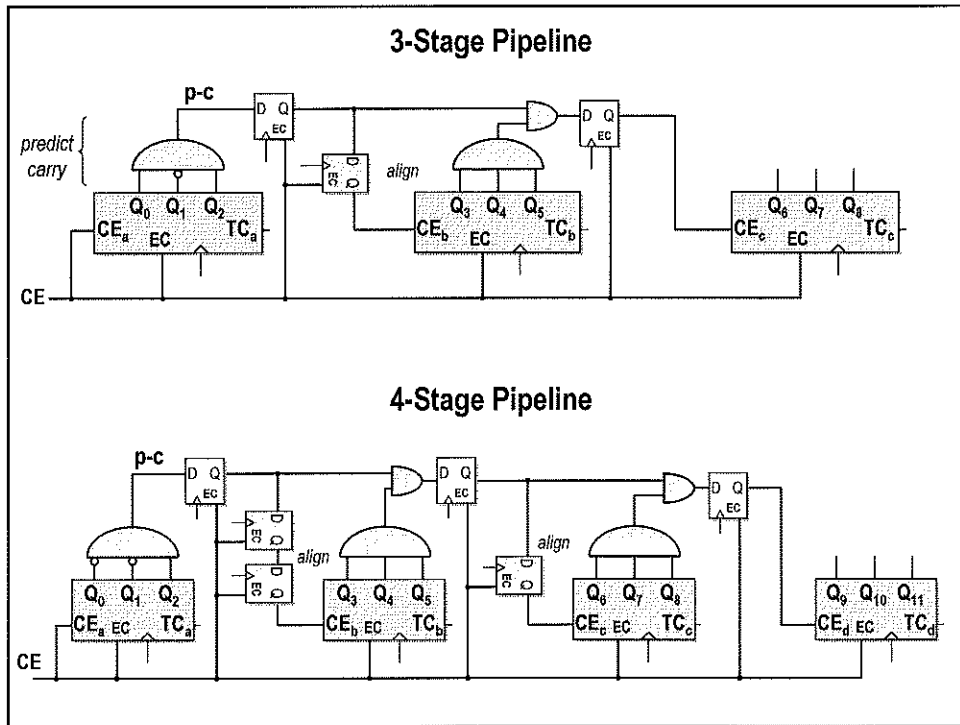 3-Stage Pipeline
p-c
D Q
EC
D Q
EC
predict
carry
D
Q
EC
align
Q0 Q1 Q2
CEa EC TCa
Q3 Q4 Q5
CEb EC TCb
Q6 Q7 Q8
CEc EC TCc
CE
4-Stage Pipeline
p-c
D Q
EC
D Q
EC
D Q
EC
D
Q
EC
align
D
Q
EC
D
Q
EC
align
Q0 Q1 Q2
CEa EC TCa
Q3 Q4 Q5
CEb EC TCb
Q6 Q7 Q8
CEc EC TCc
Q9 Q10 Q11
CEd EC TCd
CE